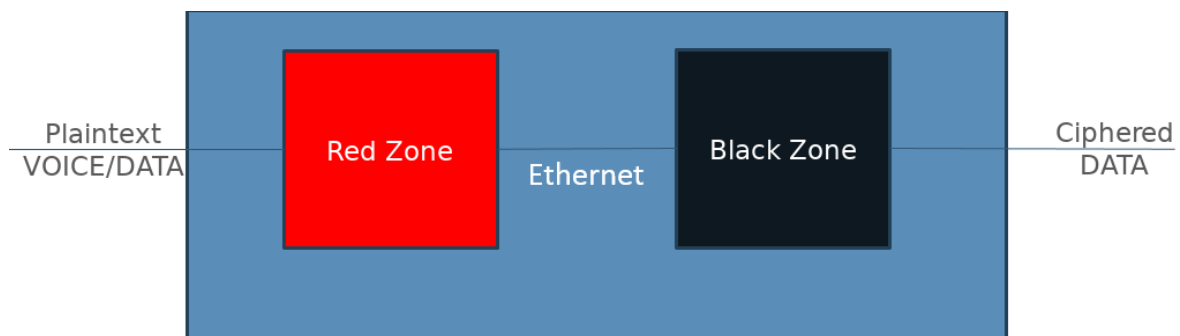 Plaintext
VOICE/DATA
Red Zone
Ethernet
Black Zone
Ciphered
DATA